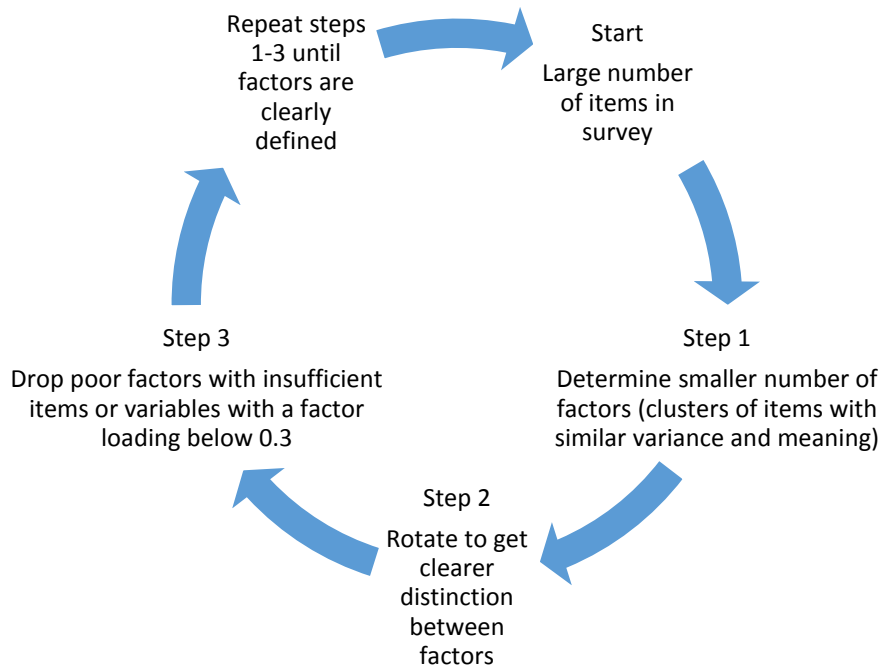 Start
Large number
of items in
survey
Step 1
Determine smaller number of
factors (clusters of items with
similar variance and meaning)
Step 2
Rotate to get
clearer
distinction
between
factors
Step 3
Drop poor factors with insufficient
items or variables with a factor
loading below 0.3
Repeat steps
1-3 until
factors are
clearly
defined